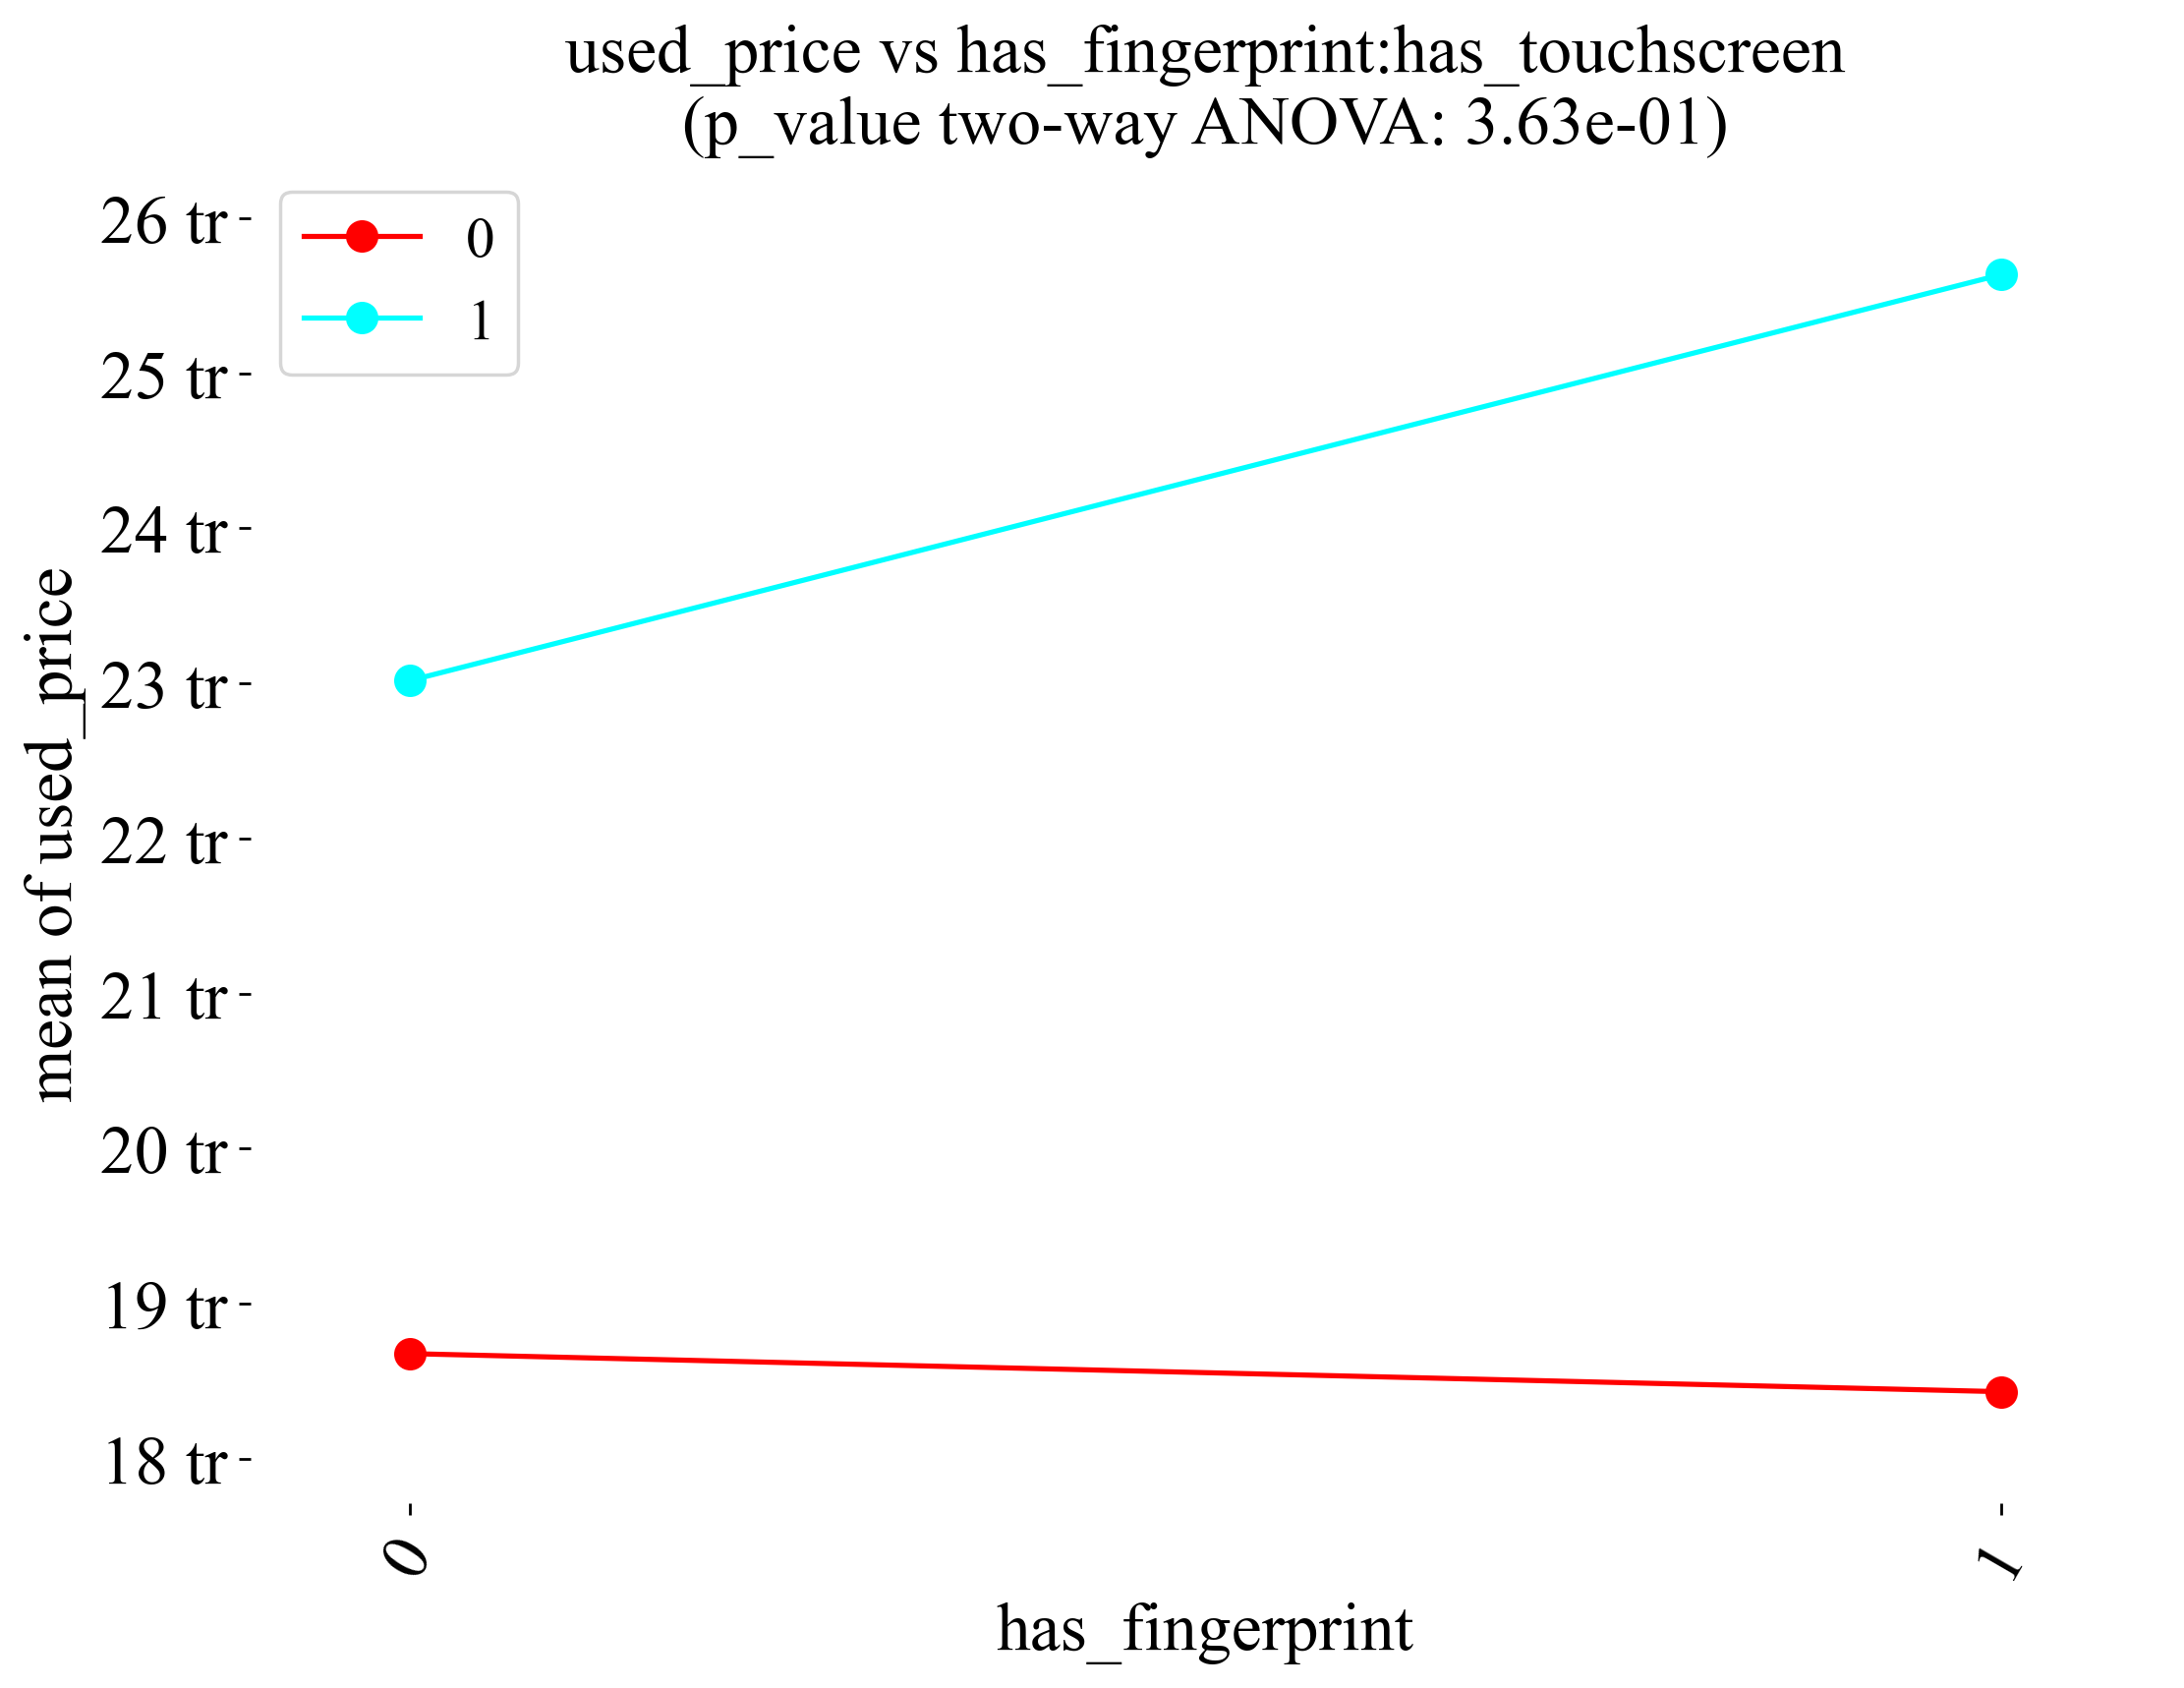 used_price vs has_fingerprint:has_touchscreen
(p_value two-way ANOVA: 3.63e-01)
0
1
mean of used_price
26 tr
25 tr
24 tr
23 tr
22 tr
21 tr
20 tr
19 tr
18 tr
0
1
has_fingerprint